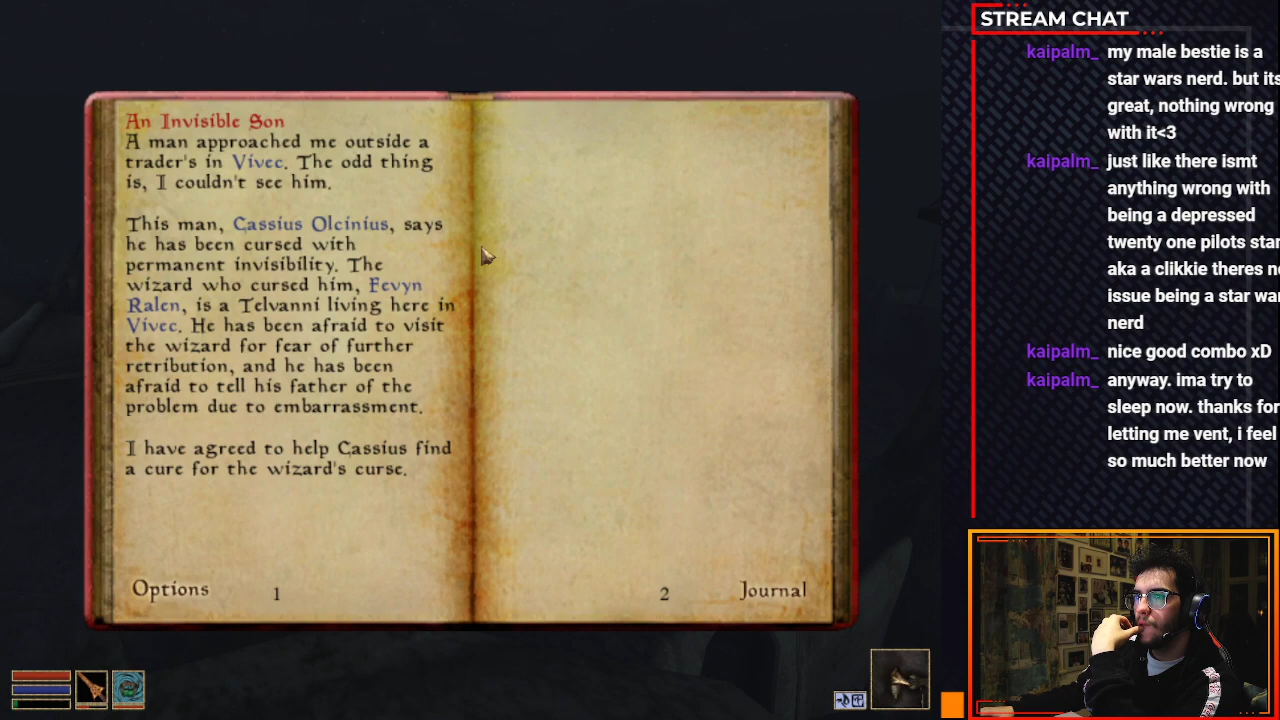 An Invisible Son
A man approached me outside a
trader's in Vivec. The odd thing
is, I couldn't see him.
This man, Cassius Olcinius, says
he has been cursed with
permanent invisibility. The
wizard who cursed him, Fevyn
Ralen, is a Telvanni living here in
Vivec. He has been afraid to visit
the wizard for fear of further
retribution, and he has been
afraid to tell his father of the
problem due to embarrassment.
I have agreed to help Cassius find
a cure for the wizard's curse.
Options
1
2
Journal
STREAM CHAT
kaipalm_ my male bestie is a
star wars nerd. but its
great, nothing wrong
with it<3
kaipalm_ just like there ismt
anything wrong with
being a depressed
twenty one pilots stan
aka a clikkie theres no
issue being a star wa
nerd
kaipalm_ nice good combo xD
kaipalm_ anyway. ima try to
sleep now. thanks for
letting me vent, i feel
so much better now